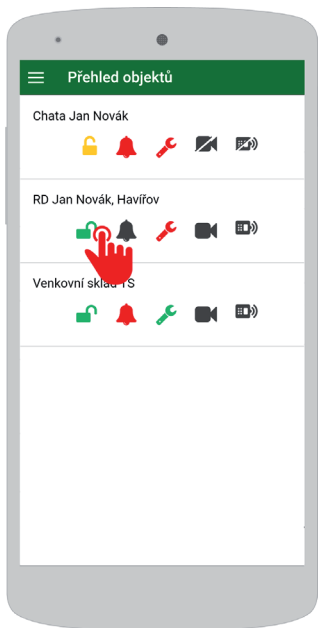 Přehled objektů
Chata Jan Novák
RD Jan Novák, Havířov
Venkovní sklad TS